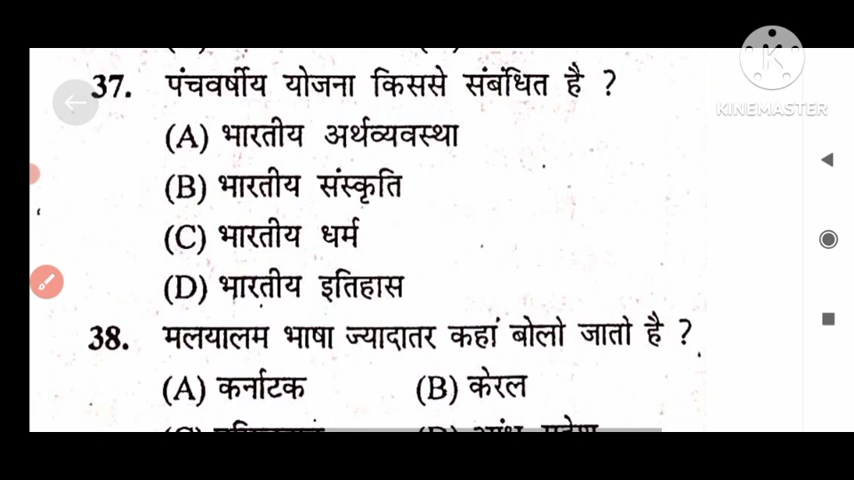 37. पंचवर्षीय योजना किससे संबंधित है ?
KINEMASTER
(A) भारतीय अर्थव्यवस्था
(B) भारतीय संस्कृति
(C) भारतीय धर्म
(D) भारतीय इतिहास
38. मलयालम भाषा ज्यादातर कहां बोलो जातो है ?
(A) कर्नाटक (B) केरल